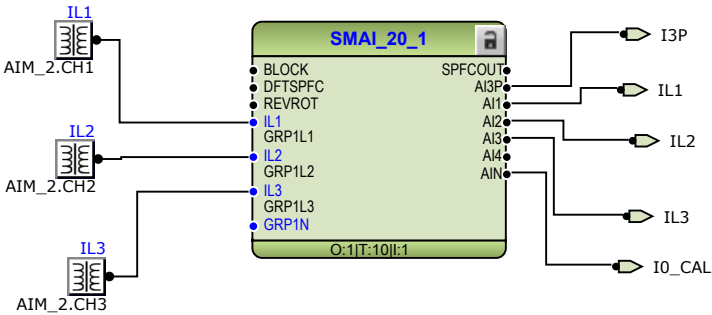 IL1
AIM_2.CH1
IL2
AIM_2.CH2
IL3
AIM_2.CH3
SMAI_20_1
BLOCK
DFTSPFC
REVROT
IL1
GRP1L1
IL2
GRP1L2
IL3
GRP1L3
GRP1N
SPFCOUT
AI3P
AI1
AI2
AI3
AI4
AIN
O:1|T:10|I:1
I3P
IL1
IL2
IL3
I0_CAL